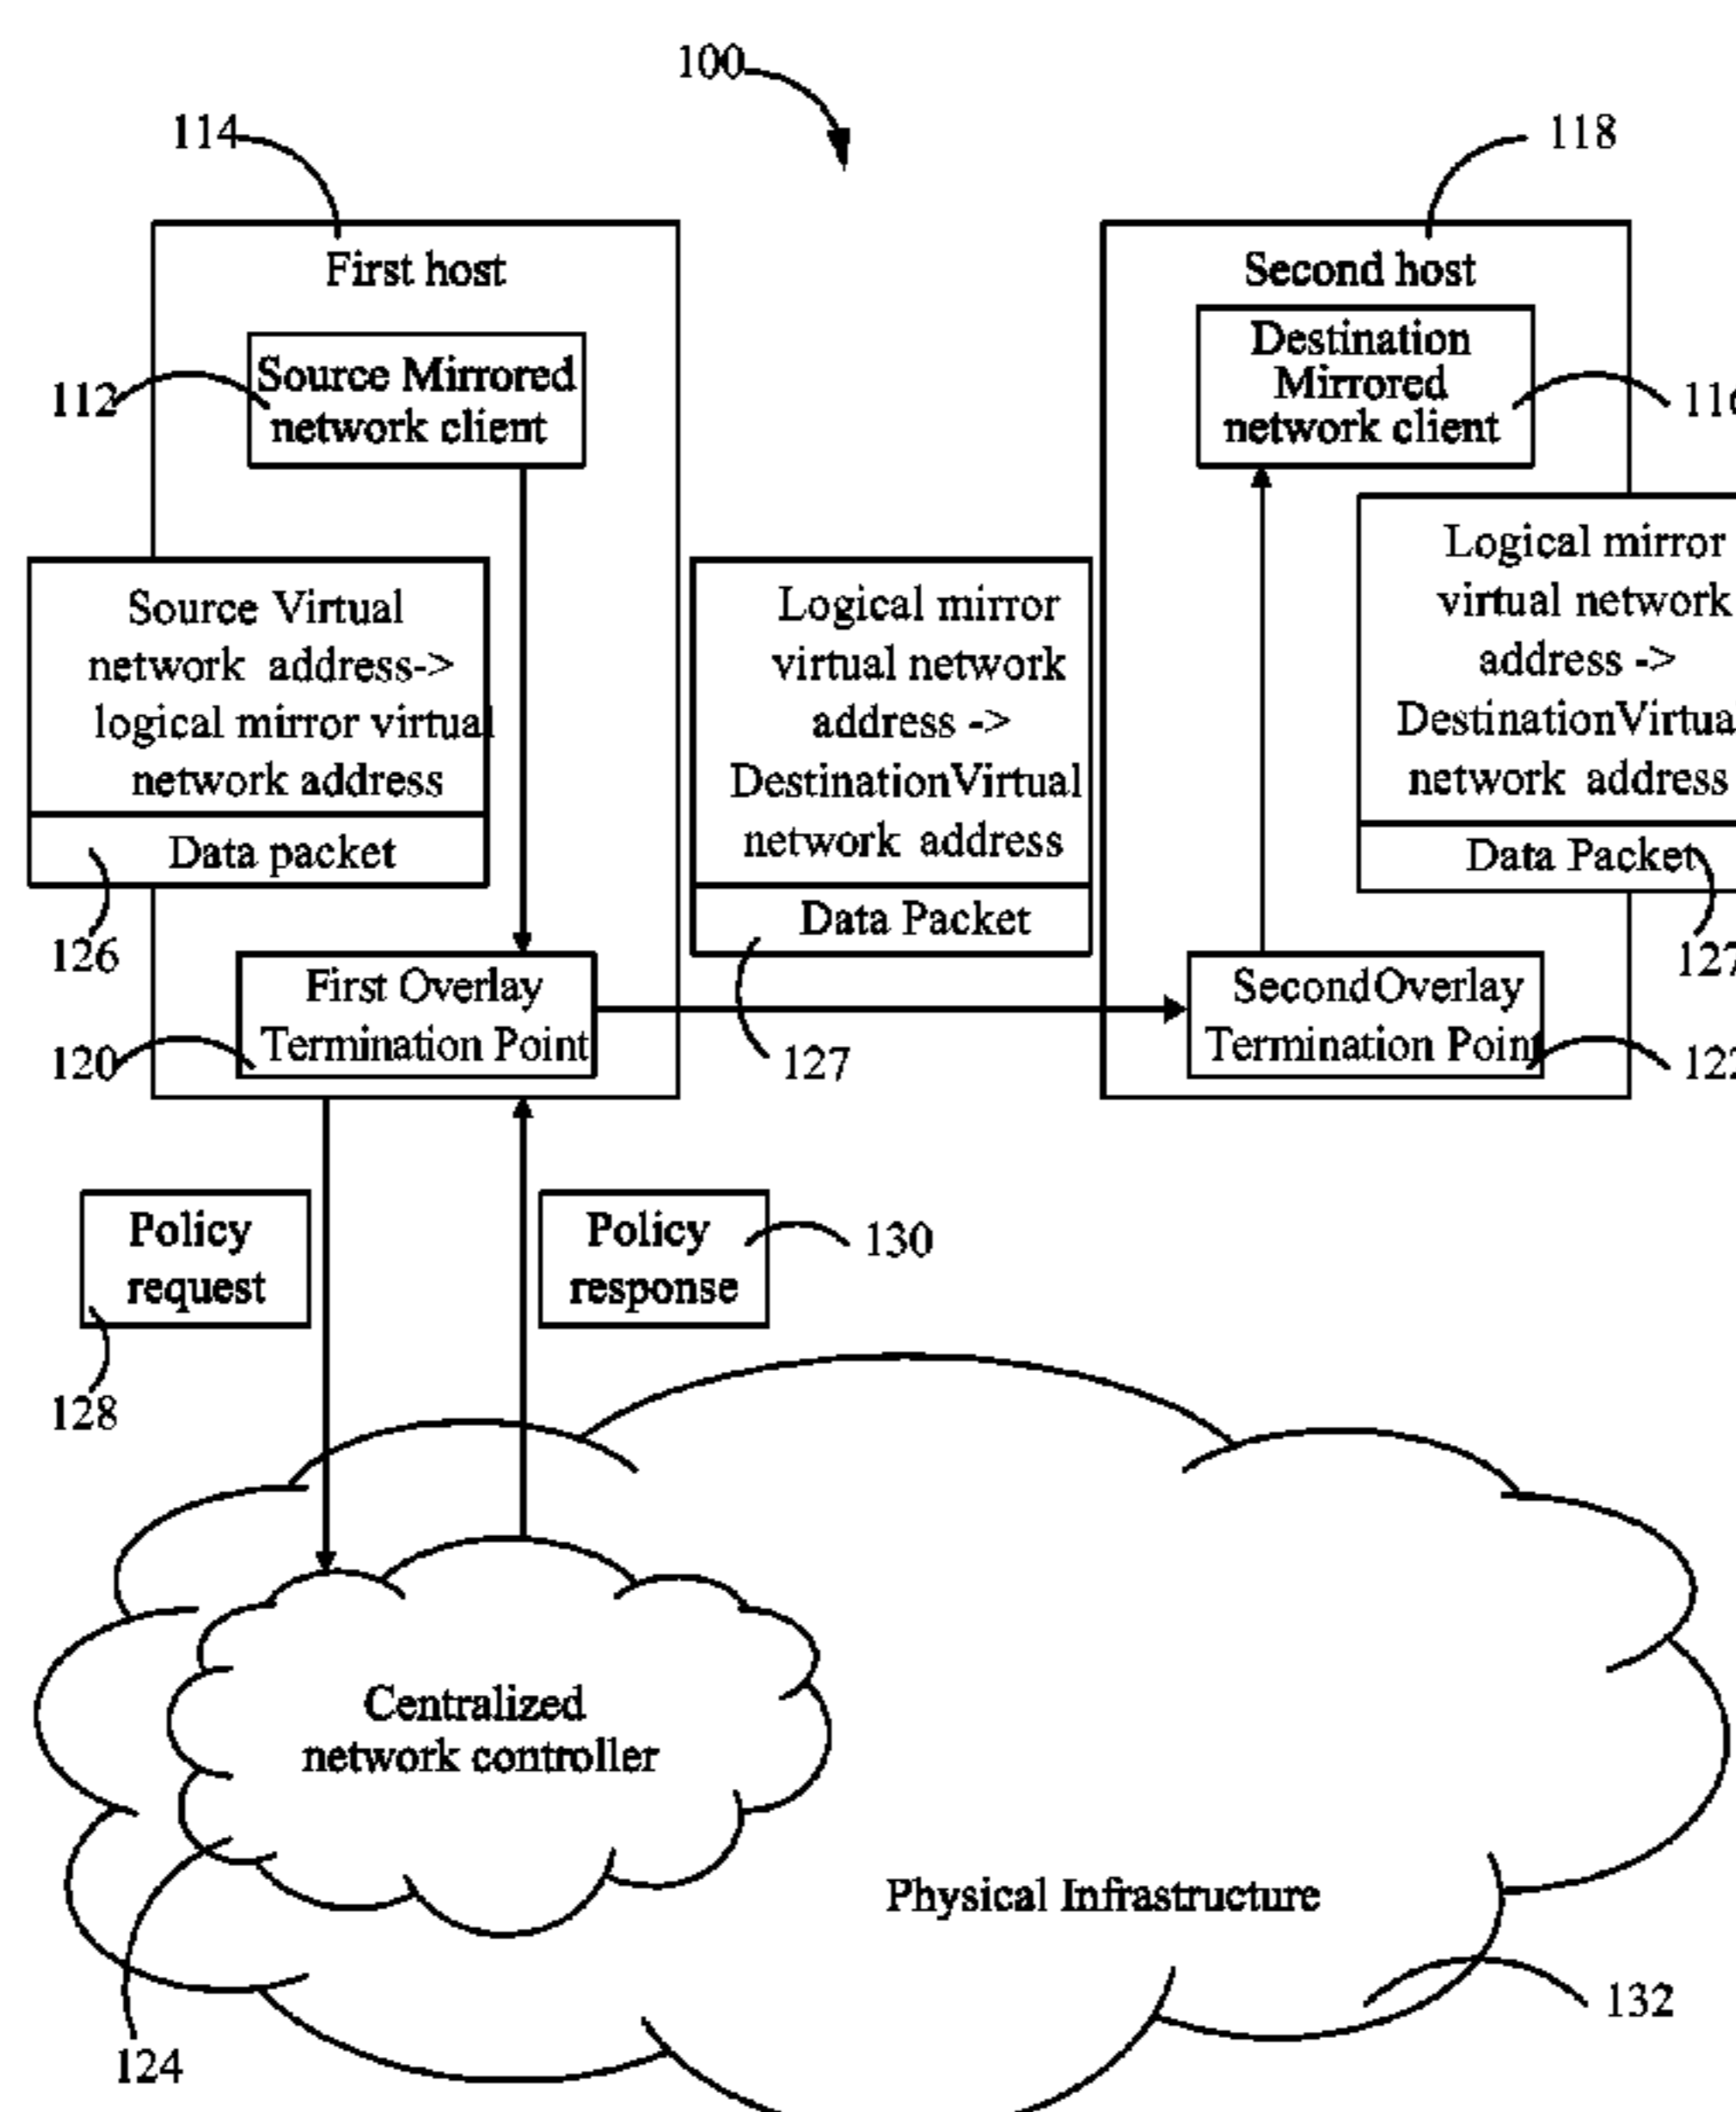 100
114
118
First host
Second host
112
Source Mirrored
network client
Destination
Mirrored
network client
Source Virtual
network address->
logical mirror virtual
network address
Data packet
126
Logical mirror
virtual network
address ->
DestinationVirtual
network address
Data Packet
127
Logical mirror
virtual network
address ->
network address
Data Packet
First Overlay
Termination Point
120
SecondOverlay
Termination Point
Policy
request
128
Policy
response
130
Centralized
network controller
124
Physical Infrastructure
132